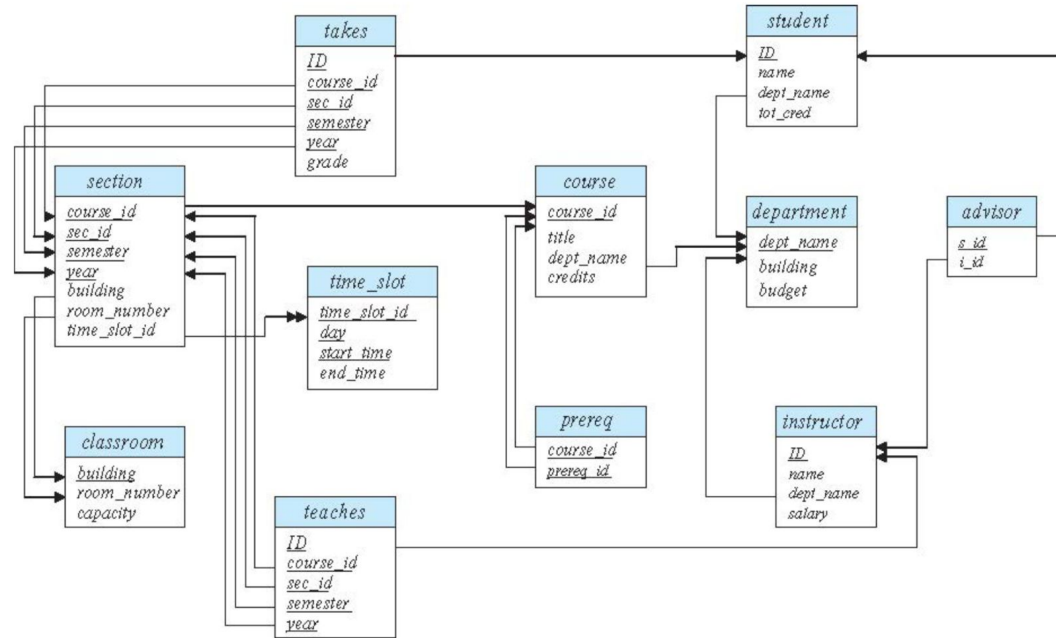 takes
ID
course_id
sec_id
semester
year
grade
student
ID
name
dept_name
tot_cred
section
course_id
sec_id
semester
year
building
room_number
time_slot_id
course
course_id
title
dept_name
credits
department
dept_name
building
budget
advisor
s_id
i_id
time_slot
time_slot_id
day
start_time
end_time
prereq
course_id
prereq_id
instructor
ID
name
dept_name
salary
classroom
building
room_number
capacity
teaches
ID
course_id
sec_id
semester
year